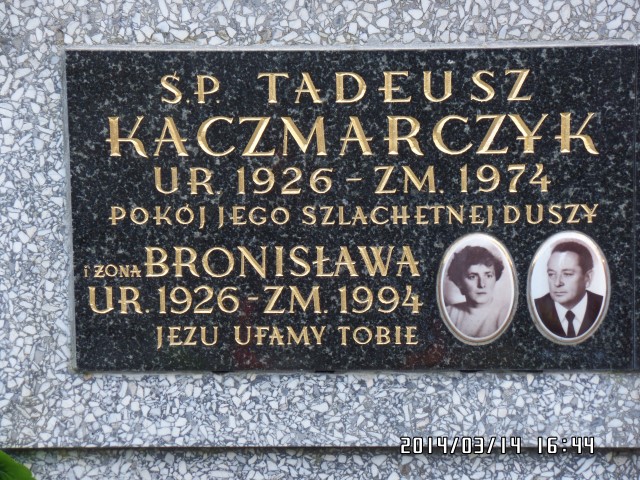 Ś.P. TADEUSZ
KACZMARCZYK
UR. 1926 - ZM. 1974
POKÓJ JEGO SZLACHETNEJ DUSZY
I ŻONA BRONISŁAWA
UR. 1926 - ZM. 1994
JEZU UFAMY TOBIE
2014/03/14 16:44